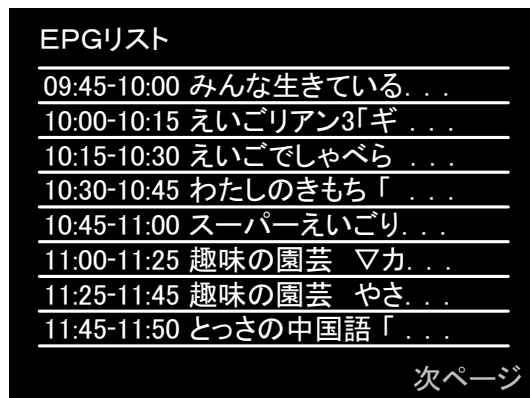 EPGリスト
09:45-10:00 みんな生きている. . .
10:00-10:15 えいごリアン3「ギ . . .
10:15-10:30 えいごでしゃべら . . .
10:30-10:45 わたしのきもち「 . . .
10:45-11:00 スーパーえいごり. . .
11:00-11:25 趣味の園芸　▽カ. . .
11:25-11:45 趣味の園芸　やさ. . .
11:45-11:50 とっさの中国語「 . . .
次ページ